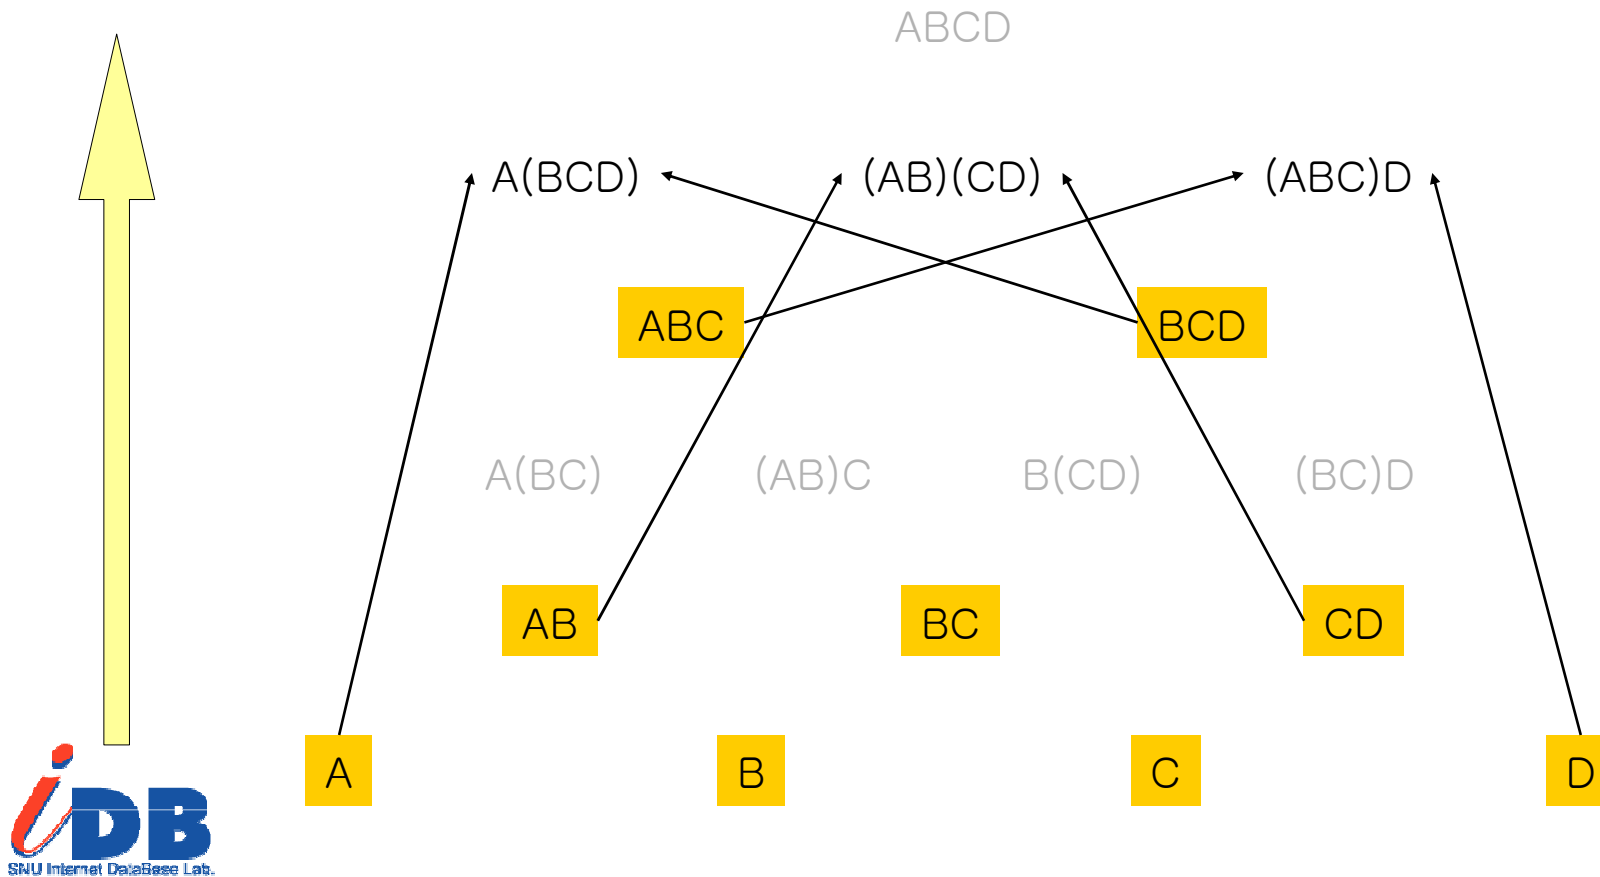 ABCD
A(BCD)
(AB)(CD)
(ABC)D
ABC
BCD
A(BC)
(AB)C
B(CD)
(BC)D
AB
BC
CD
A
B
C
D
iDB
SNU Internet DataBase Lab.